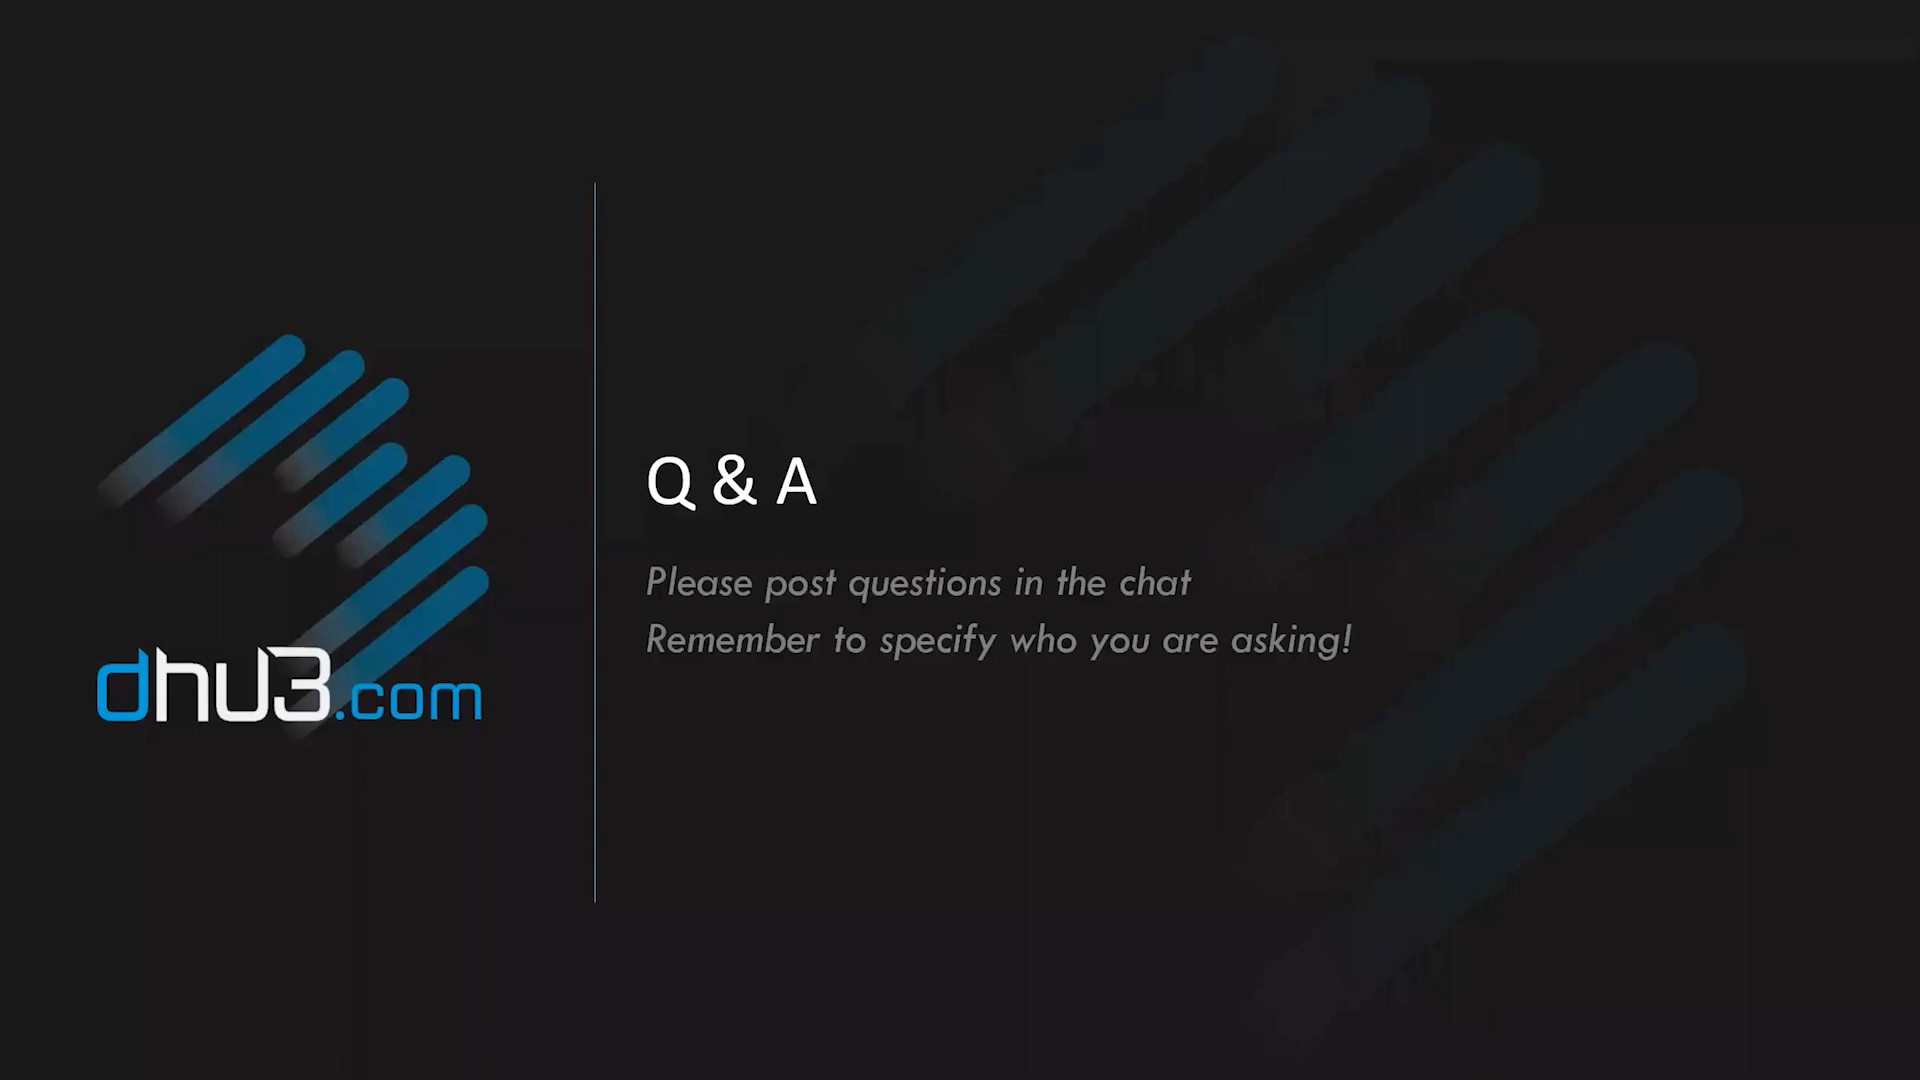 dhu3.com
Q & A
Please post questions in the chat
Remember to specify who you are asking!